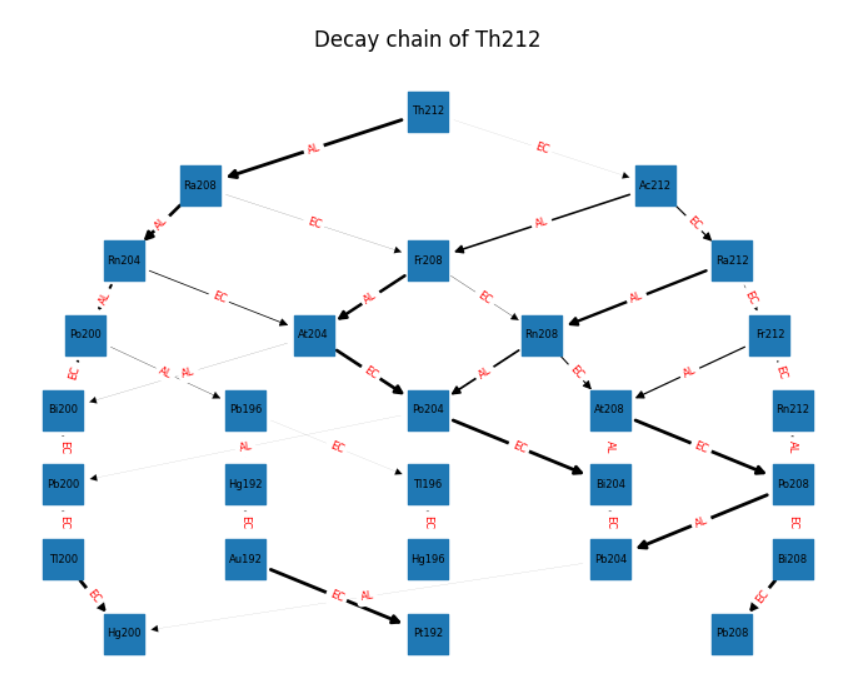 Decay chain of Th212
Th212
AL
EC
Ra208
Ac212
AL
EC
AL
EC
Rn204
Fr208
Ra212
AL
EC
AL
EC
AL
EC
Po200
At204
Rn208
Fr212
EC
AL
AL
EC
AL
EC
AL
EC
Bi200
Pb196
Po204
At208
Rn212
EC
AL
EC
EC
AL
EC
AL
Pb200
Hg192
Tl196
Bi204
Po208
EC
EC
EC
EC
AL
EC
Tl200
Au192
Hg196
Pb204
Bi208
EC
EC
AL
EC
Hg200
Pt192
Pb208